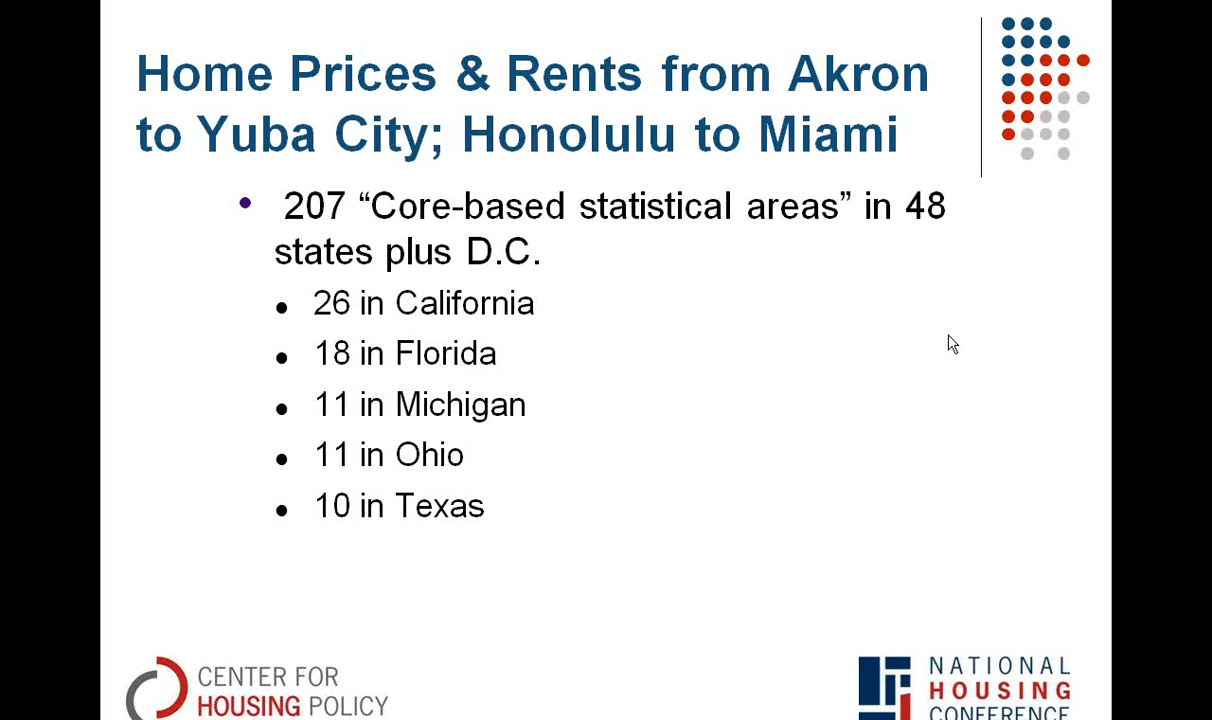 Home Prices & Rents from Akron
to Yuba City; Honolulu to Miami
• 207 “Core-based statistical areas” in 48
states plus D.C.
• 26 in California
• 18 in Florida
• 11 in Michigan
• 11 in Ohio
• 10 in Texas
CENTER FOR
HOUSING POLICY
NATIONAL
HOUSING
CONFERENCE